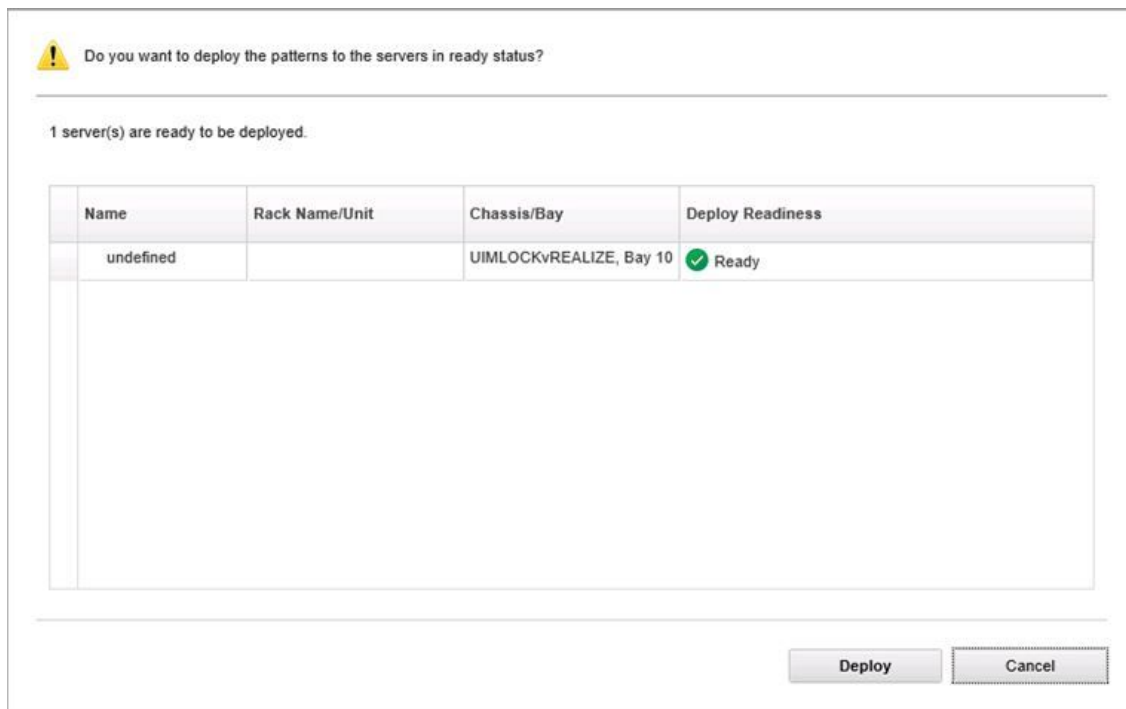 Do you want to deploy the patterns to the servers in ready status?
1 server(s) are ready to be deployed.
Name Rack Name/Unit Chassis/Bay Deploy Readiness
undefined UIMLOCKvREALIZE, Bay 10 Ready
Deploy Cancel